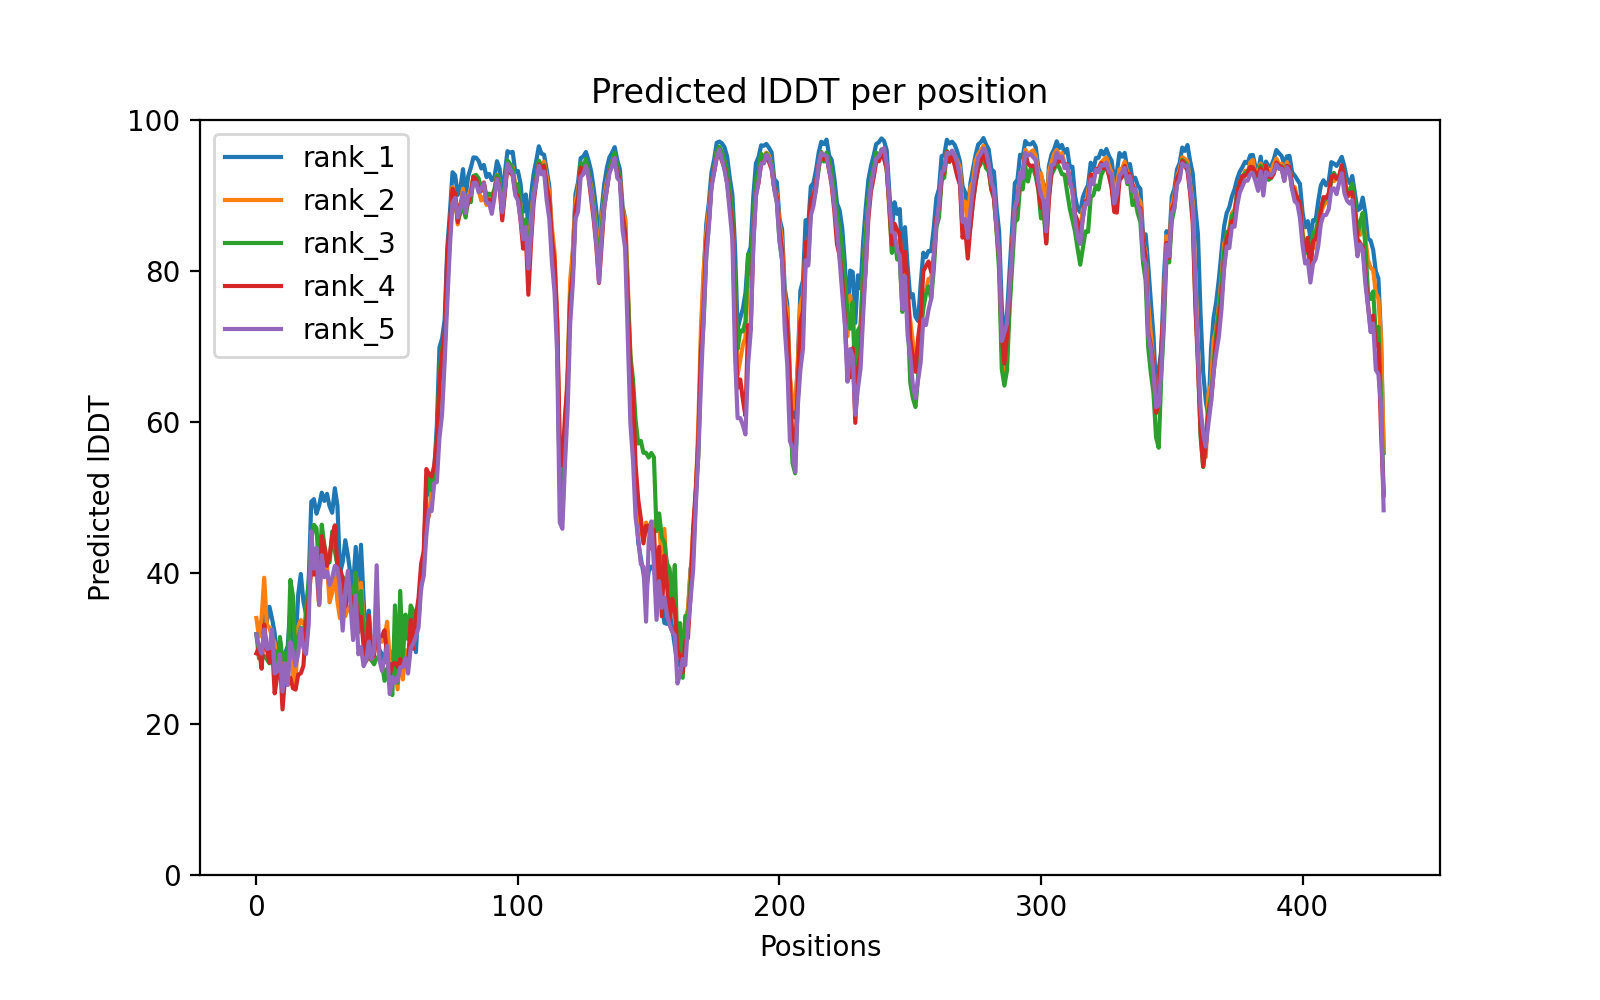 Predicted lDDT per position
100
80
60
40
20
0
Predicted lDDT
rank_1
rank_2
rank_3
rank_4
rank_5
0 100 200 300 400
Positions